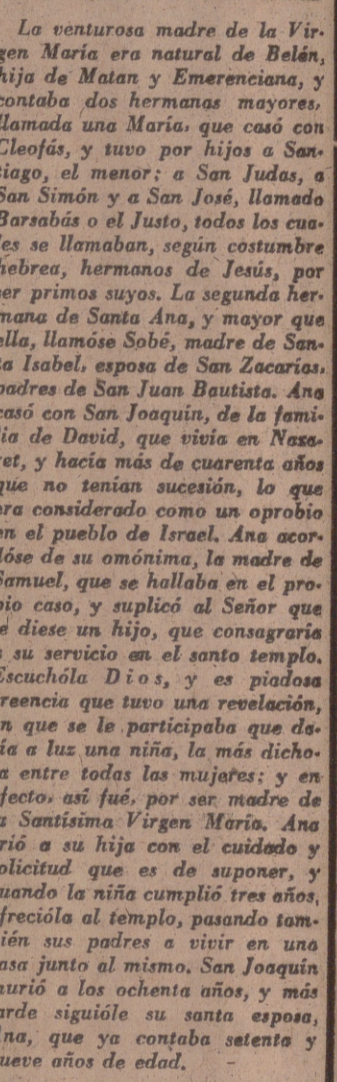 La venturosa madre de la Vir-
gen María era natural de Belén,
hija de Matan y Emerenciana, y
contaba dos hermanas mayores,
llamada una María, que casó con
Cleofás, y tuvo por hijos a San-
tiago, el menor; a San Judas, a
San Simón y a San José, llamado
Barsabás o el Justo, todos los cua-
les se llamaban, según costumbre
hebrea, hermanos de Jesús, por
ser primos suyos. La segunda her-
mana de Santa Ana, y mayor que
ella, llamóse Sobé, madre de San-
ta Isabel, esposa de San Zacarías,
padres de San Juan Bautista. Ana
casó con San Joaquín, de la fami-
lia de David, que vivía en Naza-
ret, y hacía más de cuarenta años
que no tenían sucesión, lo que
era considerado como un oprobio
en el pueblo de Israel. Ana acor-
dóse de su omónima, la madre de
Samuel, que se hallaba en el pro-
pio caso, y suplicó al Señor que
le diese un hijo, que consagraría
a su servicio en el santo templo.
Escuchóla Dios, y es piadosa
creencia que tuvo una revelación,
en que se le participaba que da-
ría a luz una niña, la más dicho-
sa entre todas las mujeres; y en
efecto, así fué, por ser madre de
la Santísima Virgen María. Ana
crió a su hija con el cuidado y
solicitud que es de suponer, y
cuando la niña cumplió tres años,
ofrecióla al templo, pasando tam-
bién sus padres a vivir en una
casa junto al mismo. San Joaquín
murió a los ochenta años, y más
tarde siguióle su santa esposa,
Ana, que ya contaba setenta y
nueve años de edad.